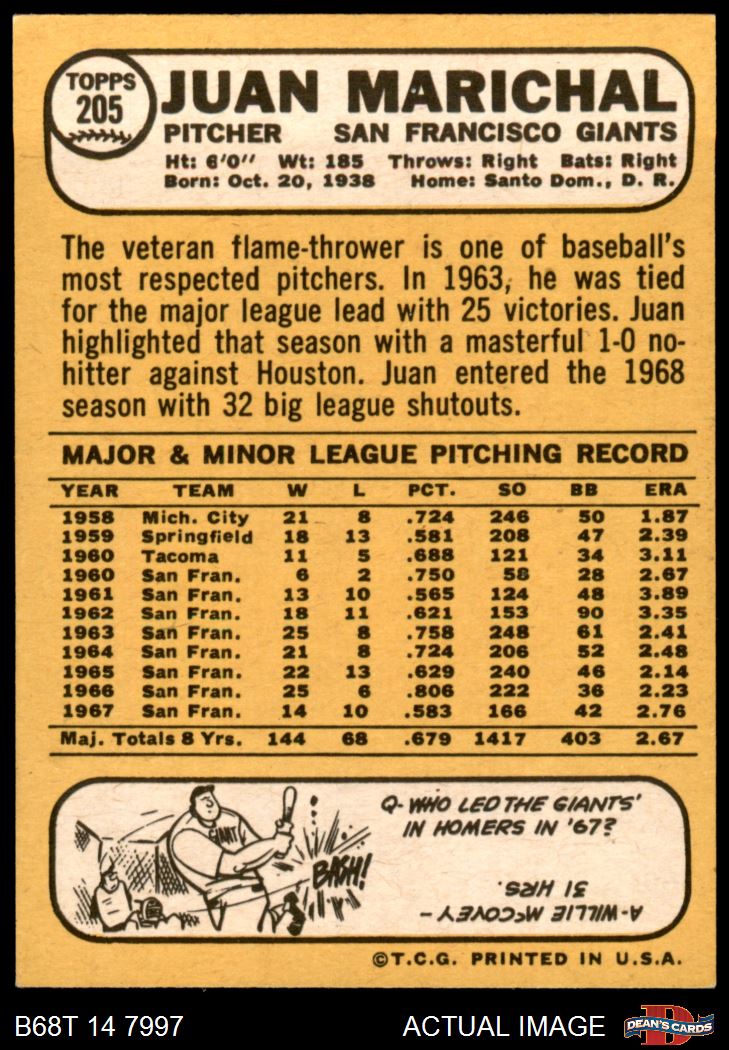 TOPPS
205
JUAN MARICHAL
PITCHER SAN FRANCISCO GIANTS
Ht: 6'0" Wt: 185 Throws: Right Bats: Right
Born: Oct. 20, 1938 Home: Santo Dom., D. R.
The veteran flame-thrower is one of baseball's
most respected pitchers. In 1963, he was tied
for the major league lead with 25 victories. Juan
highlighted that season with a masterful 1-0 no-
hitter against Houston. Juan entered the 1968
season with 32 big league shutouts.
MAJOR & MINOR LEAGUE PITCHING RECORD
YEAR TEAM W L PCT. SO BB ERA
1958 Mich. City 21 8 .724 246 50 1.87
1959 Springfield 18 13 .581 208 47 2.39
1960 Tacoma 11 5 .688 121 34 3.11
1960 San Fran. 6 2 .750 58 28 2.67
1961 San Fran. 13 10 .565 124 48 3.89
1962 San Fran. 18 11 .621 153 90 3.35
1963 San Fran. 25 8 .758 248 61 2.41
1964 San Fran. 21 8 .724 206 52 2.48
1965 San Fran. 22 13 .629 240 46 2.14
1966 San Fran. 25 6 .806 222 36 2.23
1967 San Fran. 14 10 .583 166 42 2.76
Maj. Totals 8 Yrs. 144 68 .679 1417 403 2.67
GIANT
BASH!
Q- WHO LED THE GIANTS'
IN HOMERS IN '67?
A- WILLIE McCOVEY –
31 HRS.
©T.C.G. PRINTED IN U.S.A.
B68T 14 7997
ACTUAL IMAGE
D
DEAN'S CARDS